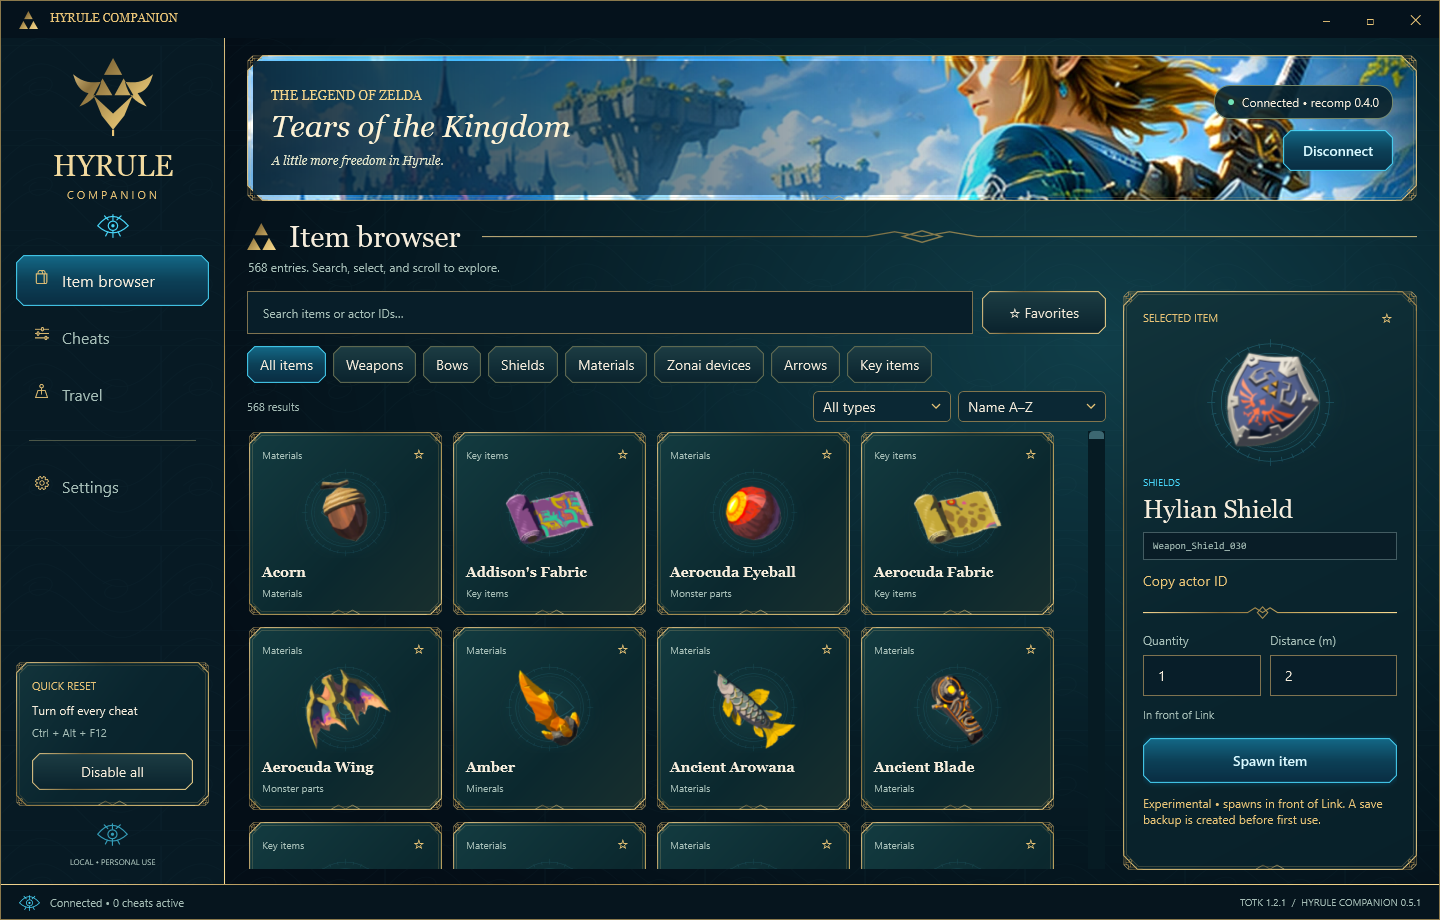 HYRULE COMPANION
HYRULE
COMPANION
Item browser
Cheats
Travel
Settings
QUICK RESET
Turn off every cheat
Ctrl + Alt + F12
Disable all
LOCAL • PERSONAL USE
THE LEGEND OF ZELDA
Tears of the Kingdom
A little more freedom in Hyrule.
Connected • recomp 0.4.0
Disconnect
Item browser
568 entries. Search, select, and scroll to explore.
Search items or actor IDs...
☆ Favorites
All items Weapons Bows Shields Materials Zonai devices Arrows Key items
568 results
All types
Name A–Z
Materials ☆ Key items ☆ Materials ☆ Key items ☆
Acorn Addison's Fabric Aerocuda Eyeball Aerocuda Fabric
Materials Key items Monster parts Key items
Materials ☆ Materials ☆ Materials ☆ Materials ☆
Aerocuda Wing Amber Ancient Arowana Ancient Blade
Monster parts Minerals Materials Materials
Key items ☆ Materials ☆ Materials ☆ Materials ☆
SELECTED ITEM ☆
SHIELDS
Hylian Shield
Weapon_Shield_030
Copy actor ID
Quantity Distance (m)
1 2
In front of Link
Spawn item
Experimental • spawns in front of Link. A save
backup is created before first use.
Connected • 0 cheats active
TOTK 1.2.1 / HYRULE COMPANION 0.5.1